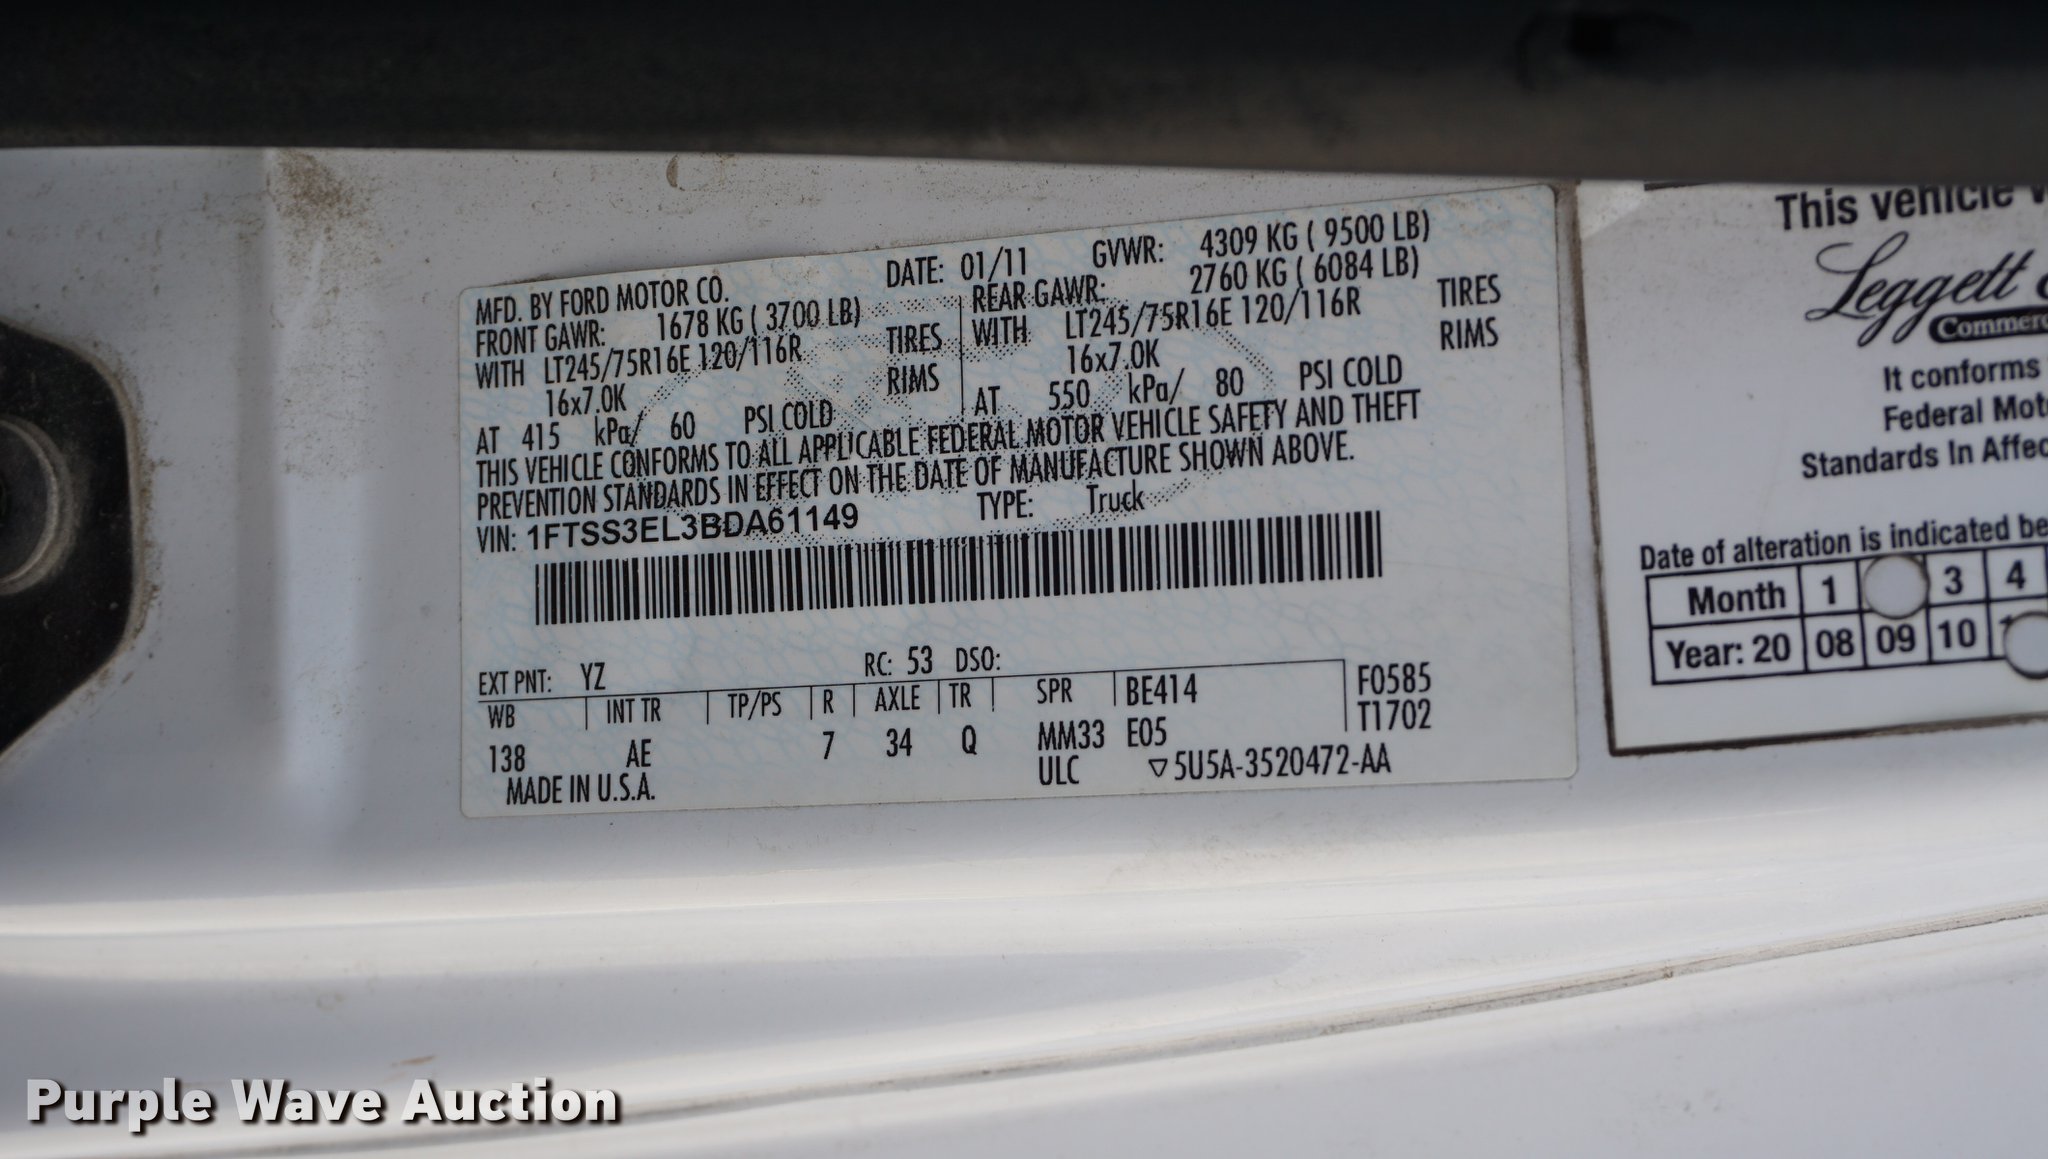 MFD. BY FORD MOTOR CO. DATE: 01/11 GVWR: 4309 KG ( 9500 LB)
FRONT GAWR: 1678 KG ( 3700 LB) REAR GAWR: 2760 KG ( 6084 LB)
WITH LT245/75R16E 120/116R TIRES WITH LT245/75R16E 120/116R TIRES
16x7.0K RIMS 16x7.0K RIMS
AT 415 kPa/ 60 PSI COLD AT 550 kPa/ 80 PSI COLD
THIS VEHICLE CONFORMS TO ALL APPLICABLE FEDERAL MOTOR VEHICLE SAFETY AND THEFT
PREVENTION STANDARDS IN EFFECT ON THE DATE OF MANUFACTURE SHOWN ABOVE.
VIN: 1FTSS3EL3BDA61149 TYPE: Truck
EXT PNT: YZ RC: 53 DSO:
WB INT TR TP/PS R AXLE TR SPR BE414 F0585
138 AE 7 34 Q MM33 E05 T1702
MADE IN U.S.A. ULC ▽5U5A-3520472-AA
This vehicle
Leggett
It conforms
Federal
Standards In
Date of alteration is indicated
Month 1 3 4
Year: 20 08 09 10
Purple Wave Auction